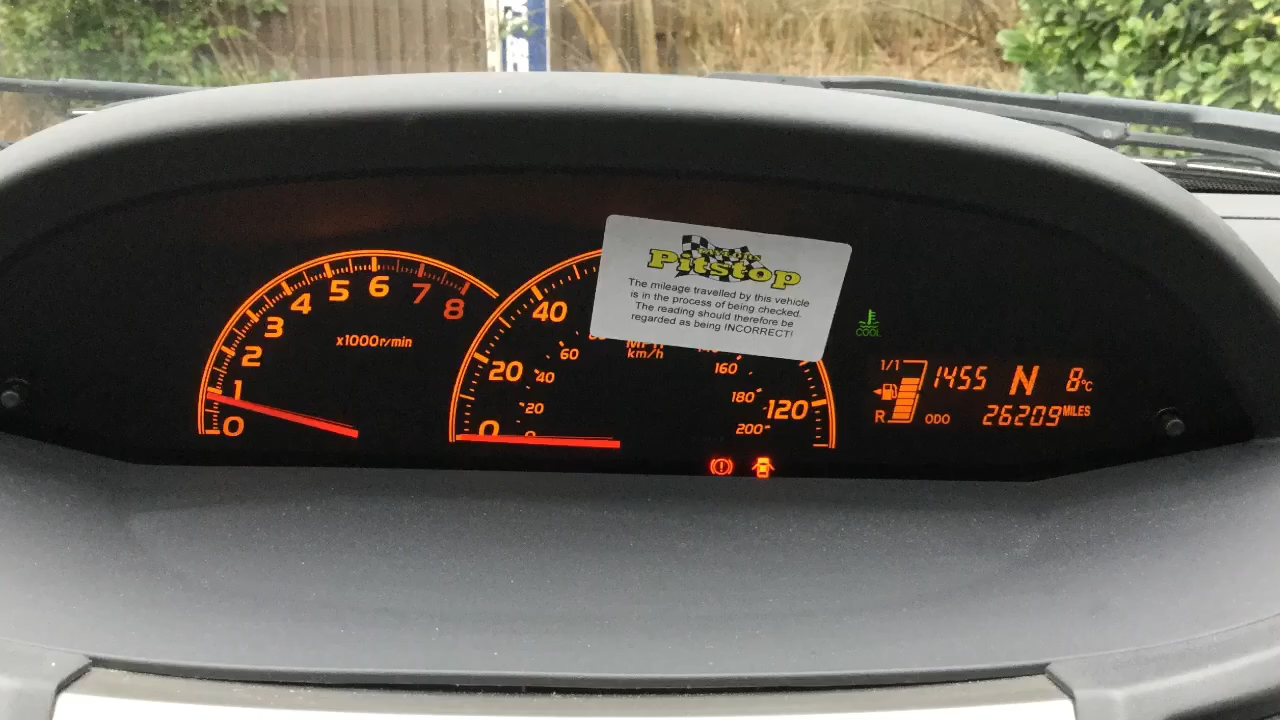 Pitstop
The mileage travelled by this vehicle
is in the process of being checked.
The reading should therefore be
regarded as being INCORRECT!
0 1 2 3 4 5 6 7 8
x1000r/min
0 20 40 120
0 20 40 60 160 180 200
km/h
COOL
1/1 1455 N 8°C
R ODO 26209 MILES